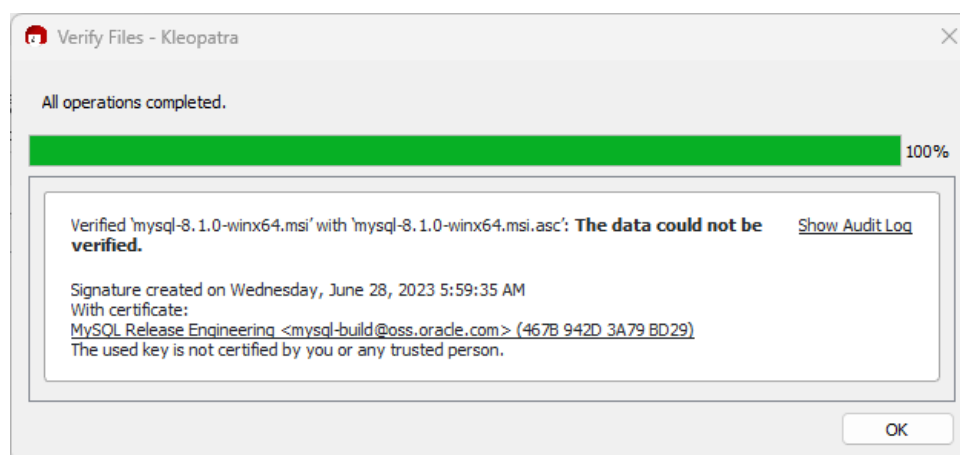 Verify Files - Kleopatra
All operations completed.
100%
Verified 'mysql-8.1.0-winx64.msi' with 'mysql-8.1.0-winx64.msi.asc': The data could not be
verified.
Show Audit Log
Signature created on Wednesday, June 28, 2023 5:59:35 AM
With certificate:
MySQL Release Engineering <mysql-build@oss.oracle.com> (467B 942D 3A79 BD29)
The used key is not certified by you or any trusted person.
OK